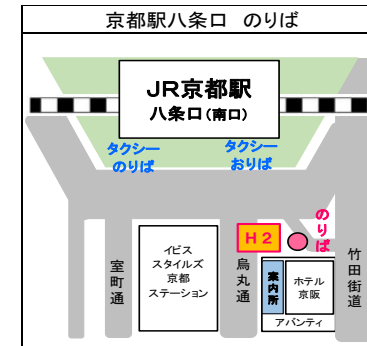 京都駅八条口 のりば
JR京都駅
八条口(南口)
タクシー
のりば
タクシー
おりば
のりば
H2
イビス
スタイルズ
京都
ステーション
室町通
烏丸通
案内所
ホテル
京阪
アバンティ
竹田街道